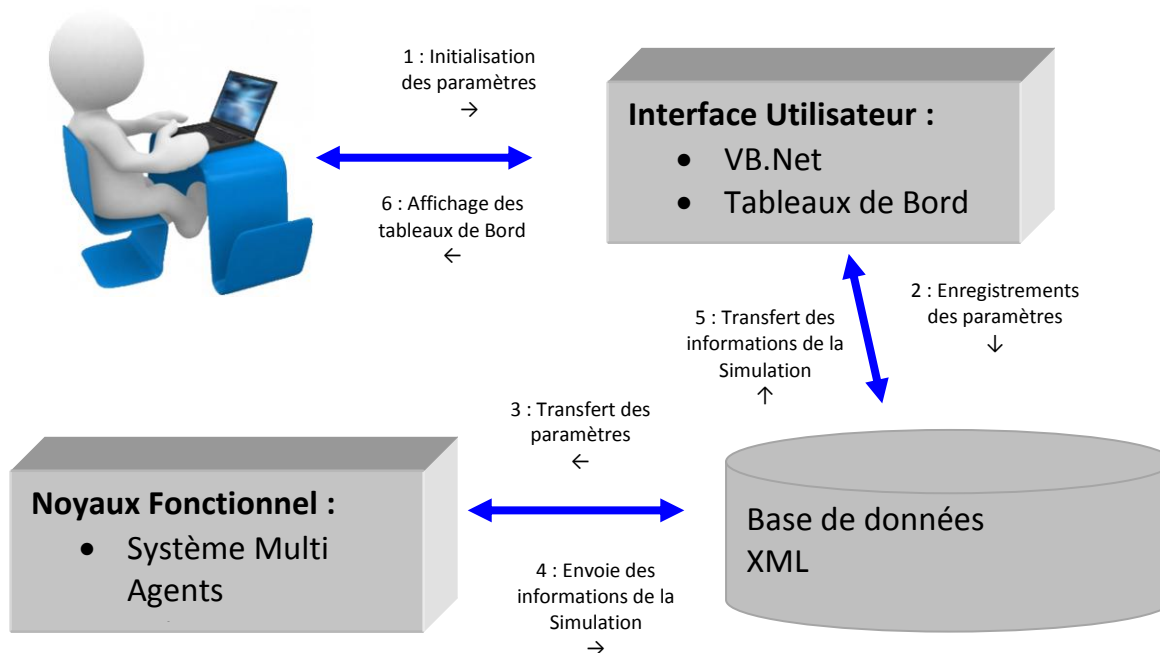 1 : Initialisation
des paramètres
→
Interface Utilisateur :
• VB.Net
• Tableaux de Bord
6 : Affichage des
tableaux de Bord
←
2 : Enregistrements
des paramètres
↓
5 : Transfert des
informations de la
Simulation
↑
3 : Transfert des
paramètres
←
Noyaux Fonctionnel :
• Système Multi
Agents
Base de données
XML
4 : Envoie des
informations de la
Simulation
→